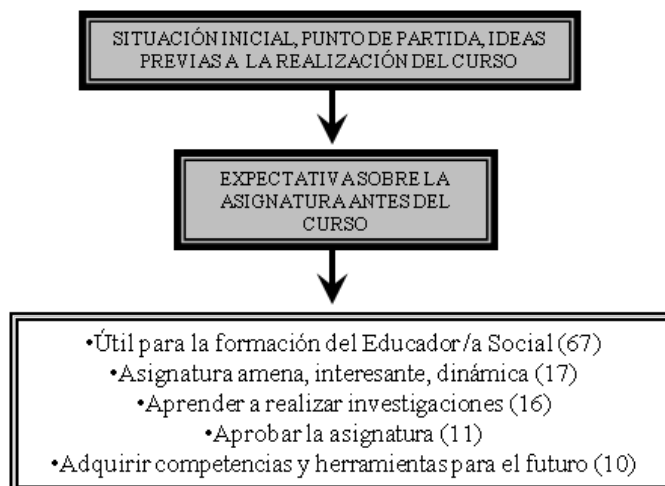 SITUACIÓN INICIAL, PUNTO DE PARTIDA, IDEAS
PREVIAS A LA REALIZACIÓN DEL CURSO
EXPECTATIVA SOBRE LA
ASIGNATURA ANTES DEL
CURSO
•Útil para la formación del Educador/a Social (67)
•Asignatura amena, interesante, dinámica (17)
•Aprender a realizar investigaciones (16)
•Aprobar la asignatura (11)
•Adquirir competencias y herramientas para el futuro (10)